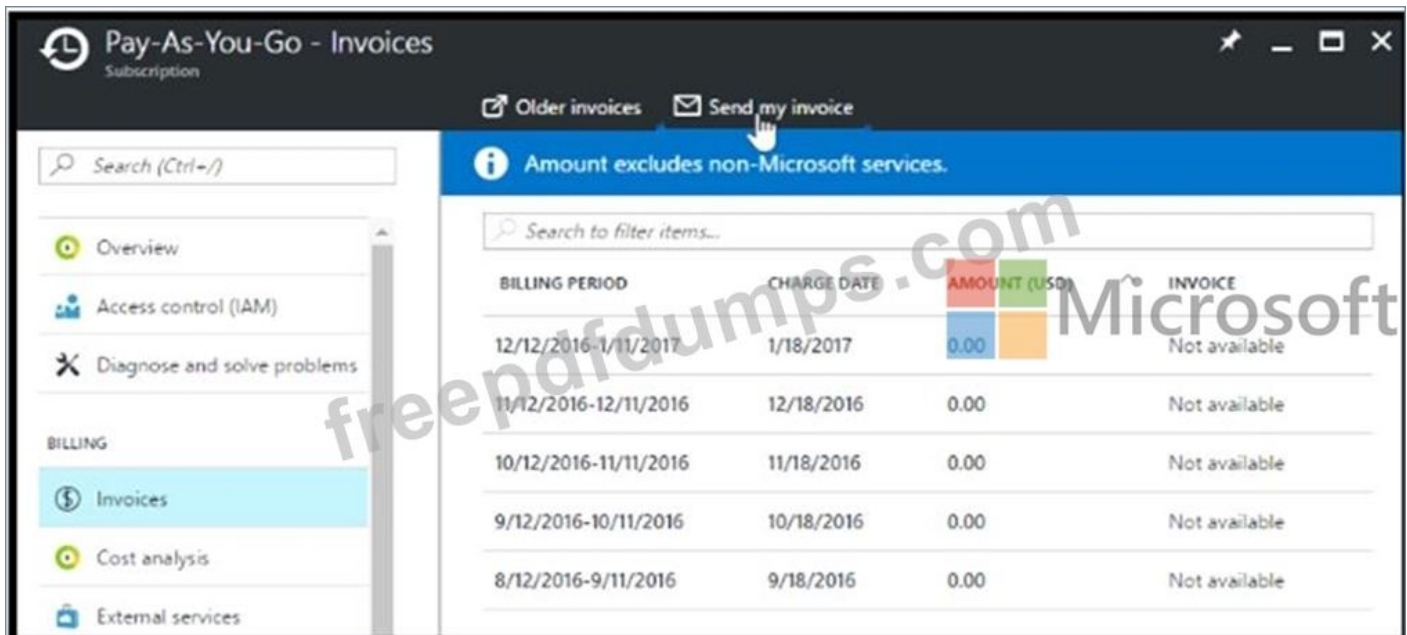 Pay-As-You-Go - Invoices
Subscription
Older invoices Send my invoice
Search (Ctrl+/)
Amount excludes non-Microsoft services.
Search to filter items...
Overview
Access control (IAM)
Diagnose and solve problems
BILLING
Invoices
Cost analysis
External services
BILLING PERIOD CHARGE DATE AMOUNT (USD) INVOICE
12/12/2016-1/11/2017 1/18/2017 0.00 Not available
11/12/2016-12/11/2016 12/18/2016 0.00 Not available
10/12/2016-11/11/2016 11/18/2016 0.00 Not available
9/12/2016-10/11/2016 10/18/2016 0.00 Not available
8/12/2016-9/11/2016 9/18/2016 0.00 Not available
freepdfdumps.com
Microsoft